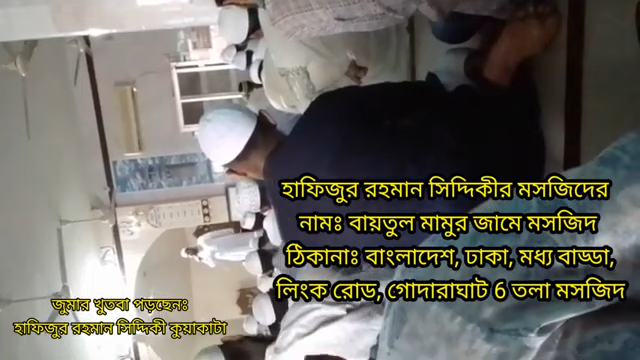 হাফিজুর রহমান সিদ্দিকীর মসজিদের
নামঃ বায়তুল মামুর জামে মসজিদ
ঠিকানাঃ বাংলাদেশ, ঢাকা, মধ্য বাড্ডা,
লিংক রোড, গোদারাঘাট 6 তলা মসজিদ
জুমার খুতবা পড়ছেনঃ
হাফিজুর রহমান সিদ্দিকী কুয়াকাটা